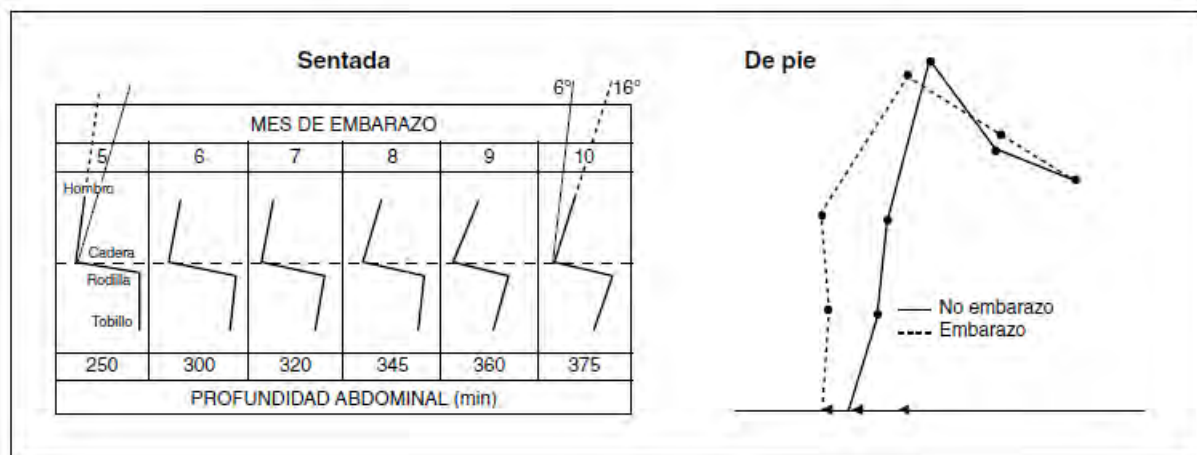 Sentada
De pie
6° 16°
MES DE EMBARAZO
5 6 7 8 9 10
Hombro
Cadera
Rodilla
Tobillo
250 300 320 345 360 375
PROFUNDIDAD ABDOMINAL (min)
No embarazo
Embarazo